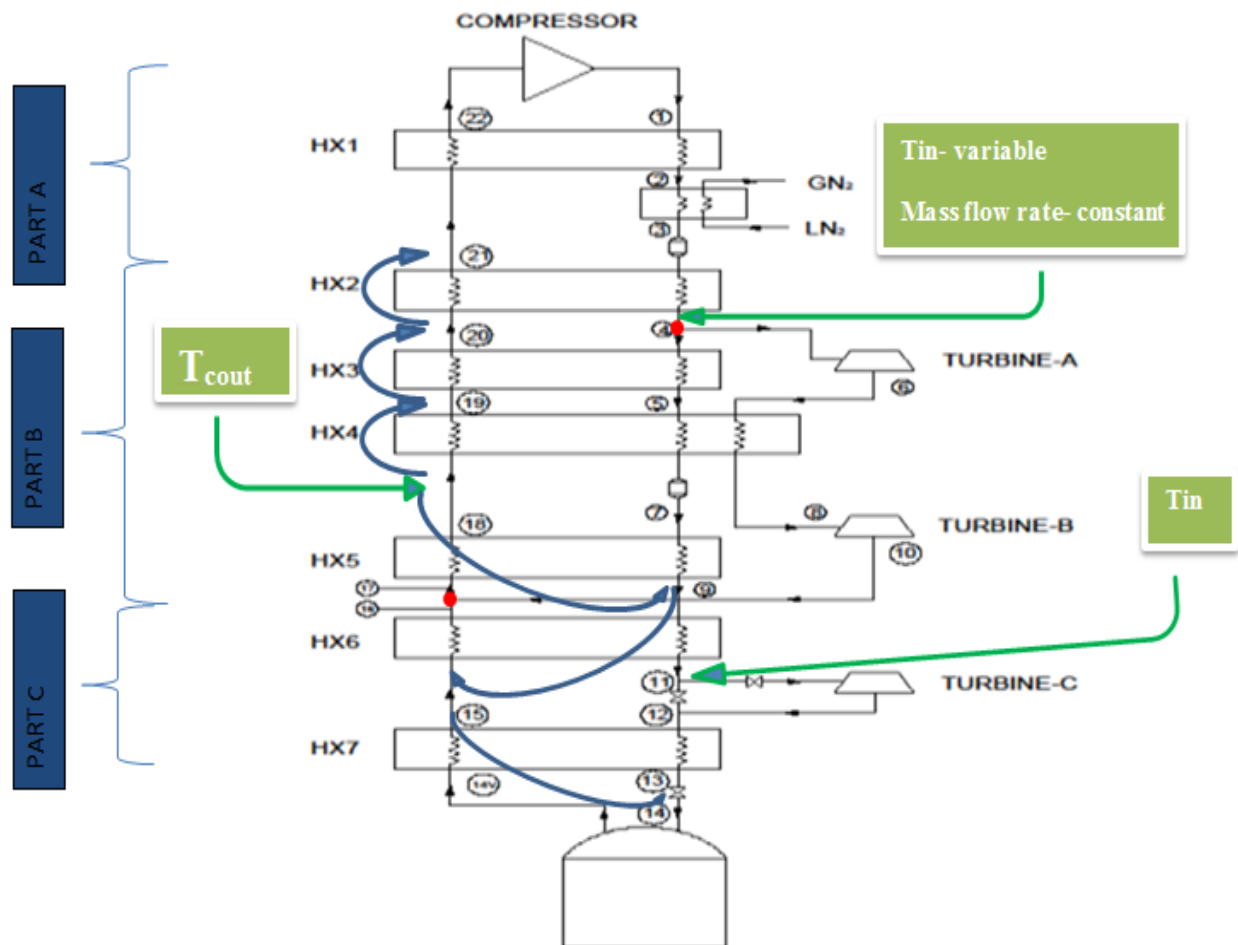 COMPRESSOR
PART A
22
1
HX1
2
GN₂
3
LN₂
Tin- variable
Mass flow rate- constant
21
HX2
4
20
TURBINE-A
HX3
6
Tcout
19
5
HX4
PART B
7
8
TURBINE-B
10
18
HX5
Tin
9
17
HX6
PART C
11
TURBINE-C
15
12
HX7
13
14V
14